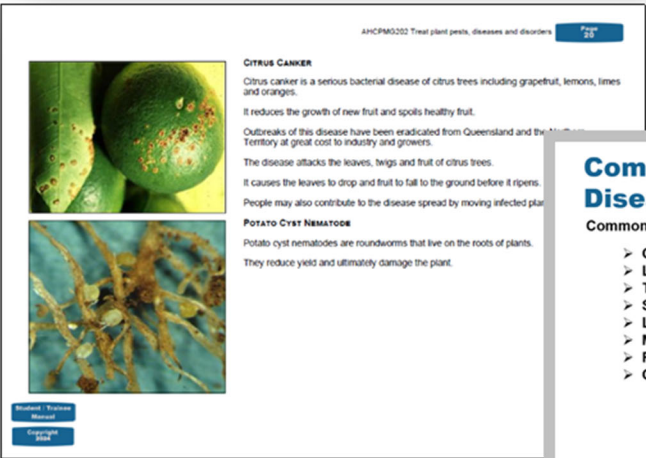 AHCPMG202 Treat plant pests, diseases and disorders
Page
20
CITRUS CANKER
Citrus canker is a serious bacterial disease of citrus trees including grapefruit, lemons, limes
and oranges.
It reduces the growth of new fruit and spoils healthy fruit.
Outbreaks of this disease have been eradicated from Queensland and the Northern
Territory at great cost to industry and growers.
The disease attacks the leaves, twigs and fruit of citrus trees.
It causes the leaves to drop and fruit to fall to the ground before it ripens.
People may also contribute to the disease spread by moving infected
POTATO CYST NEMATODE
Potato cyst nematodes are roundworms that live on the roots of plants.
They reduce yield and ultimately damage the plant.
Student / Trainee
Manual
Copyright
Com
Dise
Common